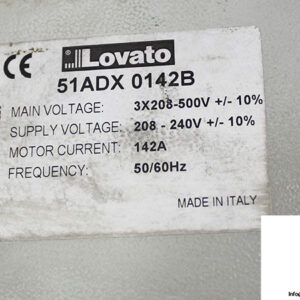 CE Lovato
51ADX 0142B
MAIN VOLTAGE: 3X208-500V +/- 10%
SUPPLY VOLTAGE: 208 - 240V +/- 10%
MOTOR CURRENT: 142A
FREQUENCY: 50/60Hz
MADE IN ITALY